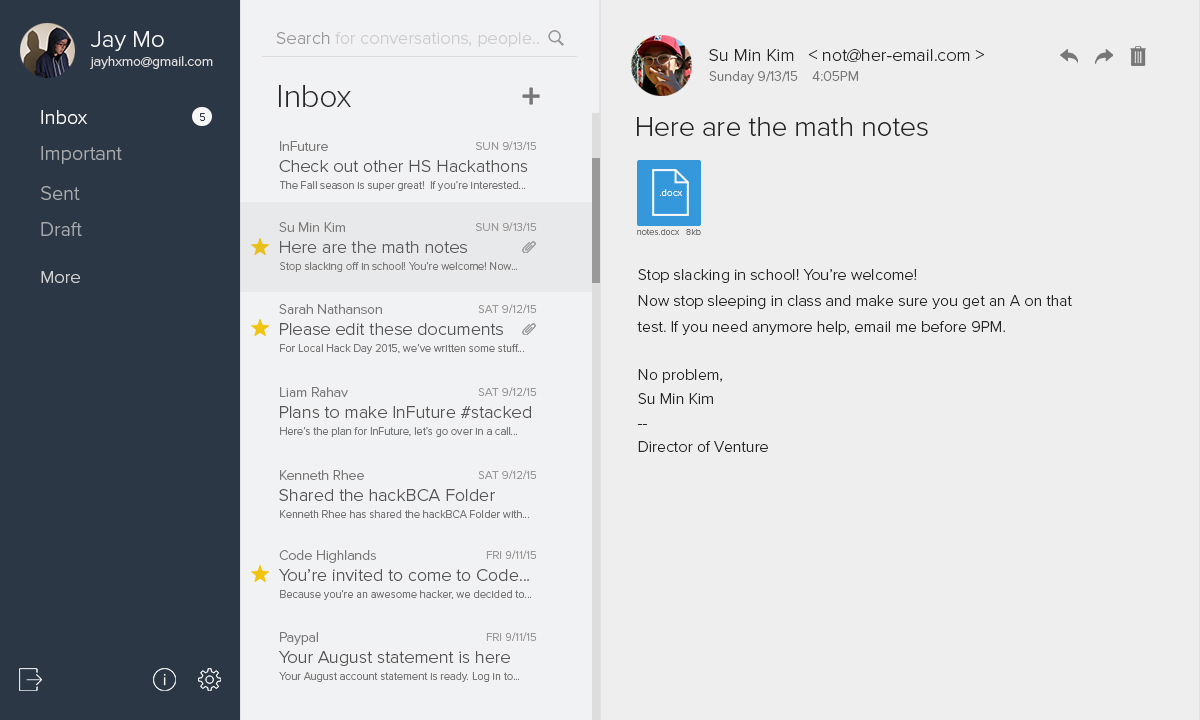 Jay Mo
jayhxmo@gmail.com
Inbox 5
Important
Sent
Draft
More
Search for conversations, people..
Inbox
InFuture SUN 9/13/15
Check out other HS Hackathons
The Fall season is super great! If you're interested...
Su Min Kim SUN 9/13/15
Here are the math notes
Stop slacking off in school! You're welcome! Now...
Sarah Nathanson SAT 9/12/15
Please edit these documents
For Local Hack Day 2015, we've written some stuff...
Liam Rahav SAT 9/12/15
Plans to make InFuture #stacked
Here's the plan for InFuture, let's go over in a call...
Kenneth Rhee SAT 9/12/15
Shared the hackBCA Folder
Kenneth Rhee has shared the hackBCA Folder with...
Code Highlands FRI 9/11/15
You're invited to come to Code...
Because you're an awesome hacker, we decided to...
Paypal FRI 9/11/15
Your August statement is here
Your August account statement is ready. Log in to...
Su Min Kim < not@her-email.com >
Sunday 9/13/15 4:05PM
Here are the math notes
.docx
notes.docx 8kb
Stop slacking in school! You're welcome!
Now stop sleeping in class and make sure you get an A on that
test. If you need anymore help, email me before 9PM.
No problem,
Su Min Kim
--
Director of Venture